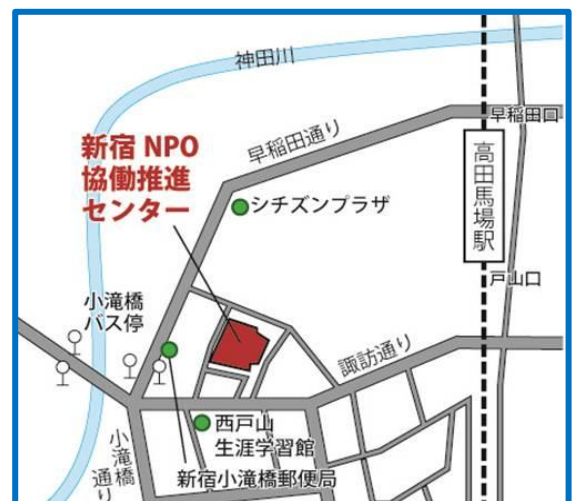 神田川
早稲田通り
早稲田口
新宿 NPO
協働推進
センター
高田馬場駅
シチズンプラザ
戸山口
小滝橋
バス停
諏訪通り
西戸山
生涯学習館
小滝橋
通り
新宿小滝橋郵便局